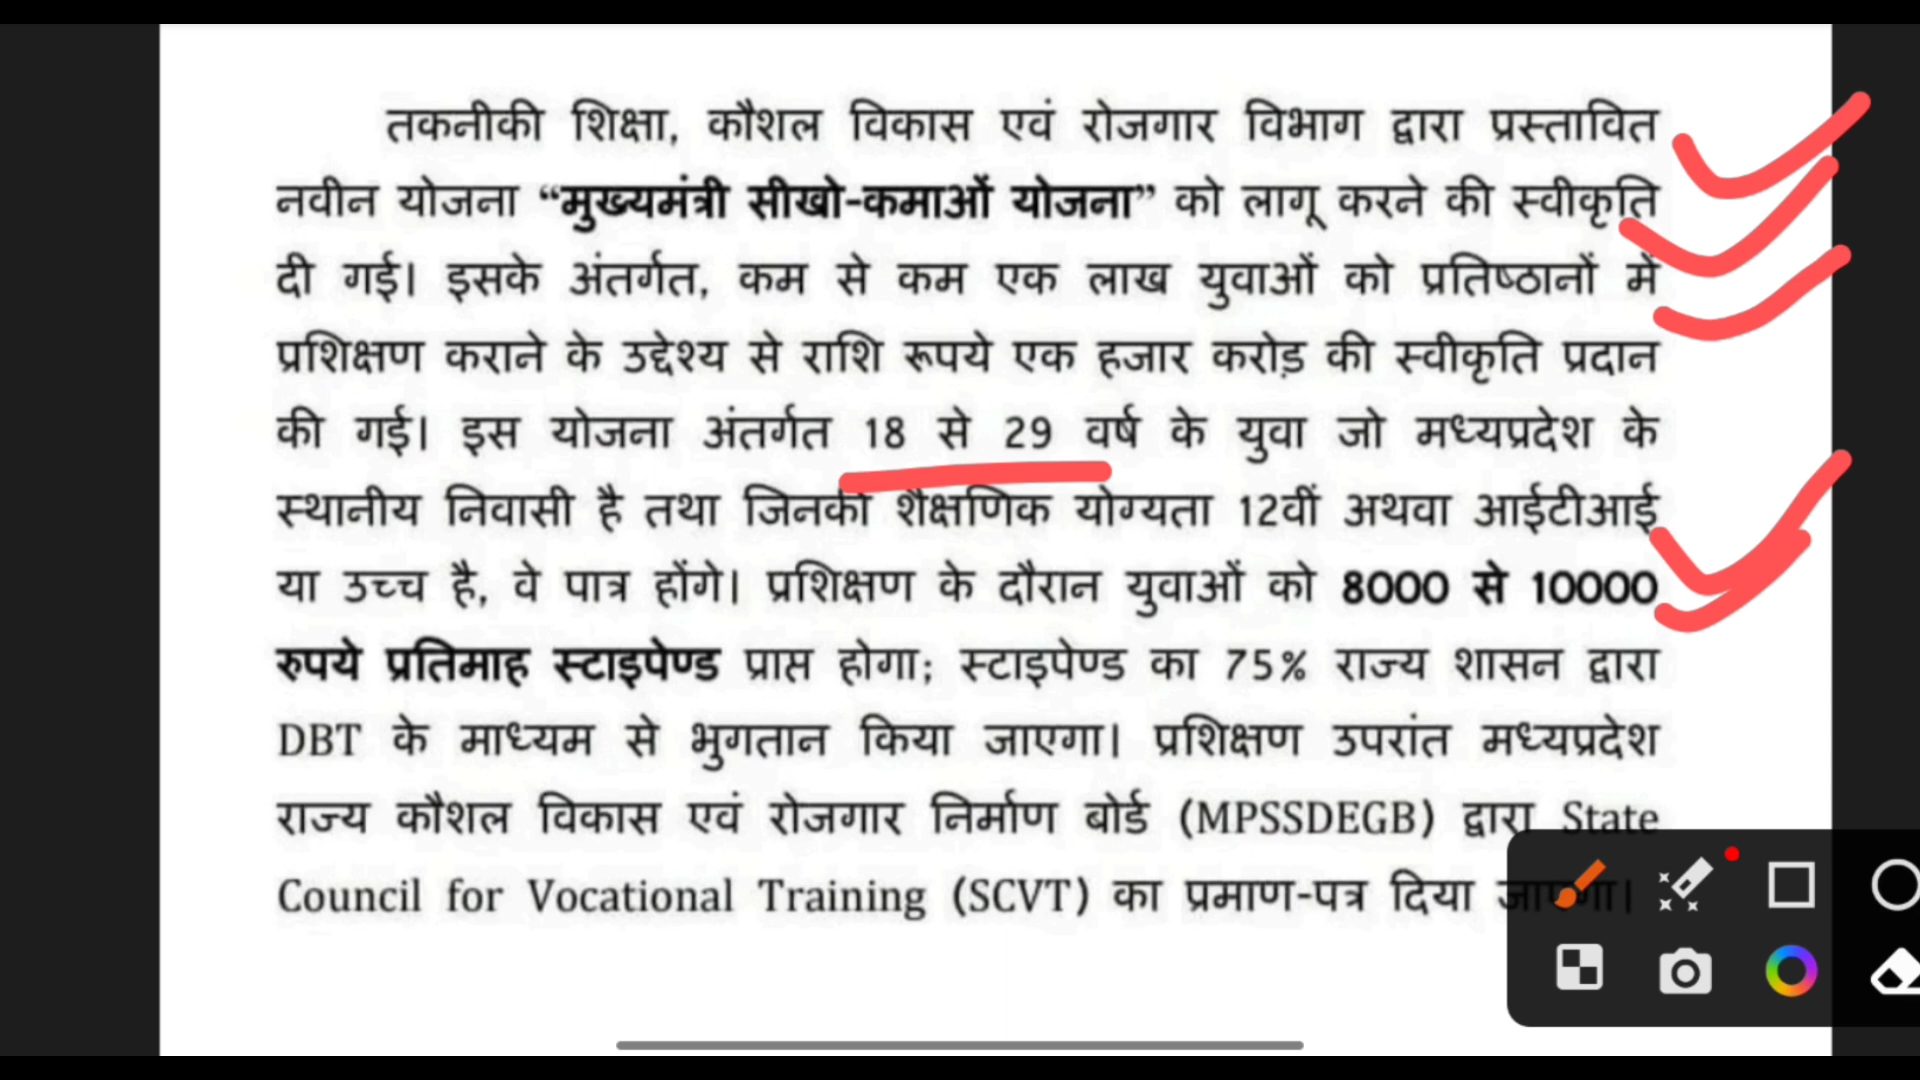 तकनीकी शिक्षा, कौशल विकास एवं रोजगार विभाग द्वारा प्रस्तावित
नवीन योजना “मुख्यमंत्री सीखो-कमाओं योजना” को लागू करने की स्वीकृति
दी गई। इसके अंतर्गत, कम से कम एक लाख युवाओं को प्रतिष्ठानों में
प्रशिक्षण कराने के उद्देश्य से राशि रूपये एक हजार करोड़ की स्वीकृति प्रदान
की गई। इस योजना अंतर्गत 18 से 29 वर्ष के युवा जो मध्यप्रदेश के
स्थानीय निवासी है तथा जिनकी शैक्षणिक योग्यता 12वीं अथवा आईटीआई
या उच्च है, वे पात्र होंगे। प्रशिक्षण के दौरान युवाओं को 8000 से 10000
रुपये प्रतिमाह स्टाइपेण्ड प्राप्त होगा; स्टाइपेण्ड का 75% राज्य शासन द्वारा
DBT के माध्यम से भुगतान किया जाएगा। प्रशिक्षण उपरांत मध्यप्रदेश
राज्य कौशल विकास एवं रोजगार निर्माण बोर्ड (MPSSDEGB) द्वारा State
Council for Vocational Training (SCVT) का प्रमाण-पत्र दिया जाएगा।